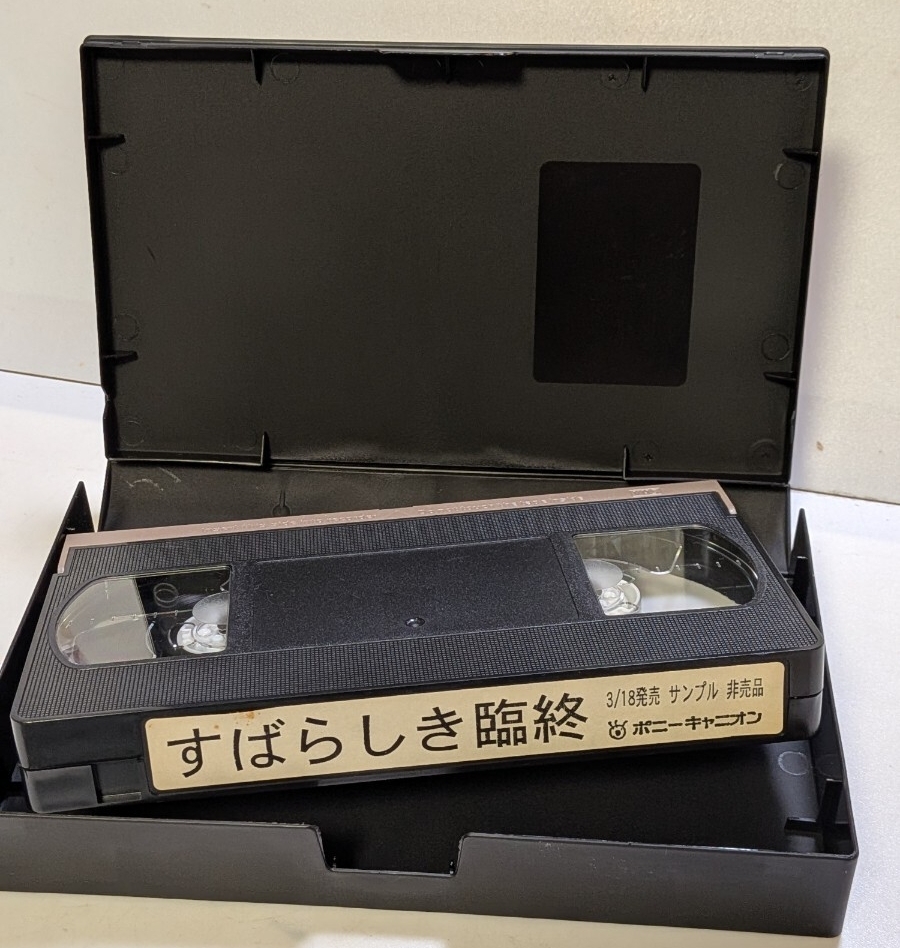 すばらしき臨終
3/18発売 サンプル 非売品
ポニーキャニオン